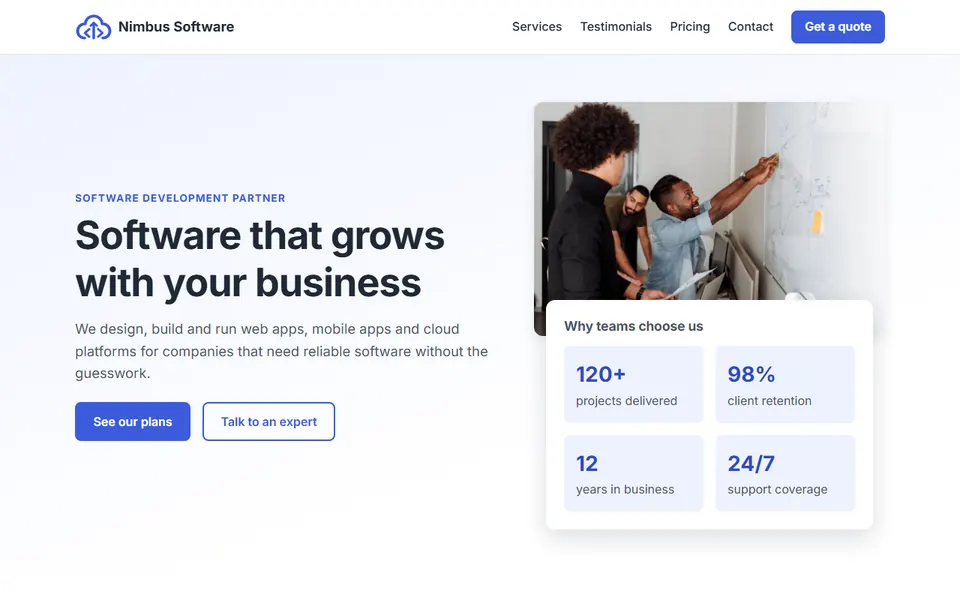 Nimbus Software
Services
Testimonials
Pricing
Contact
Get a quote
SOFTWARE DEVELOPMENT PARTNER
Software that grows
with your business
We design, build and run web apps, mobile apps and cloud
platforms for companies that need reliable software without the
guesswork.
See our plans
Talk to an expert
Why teams choose us
120+
projects delivered
98%
client retention
12
years in business
24/7
support coverage